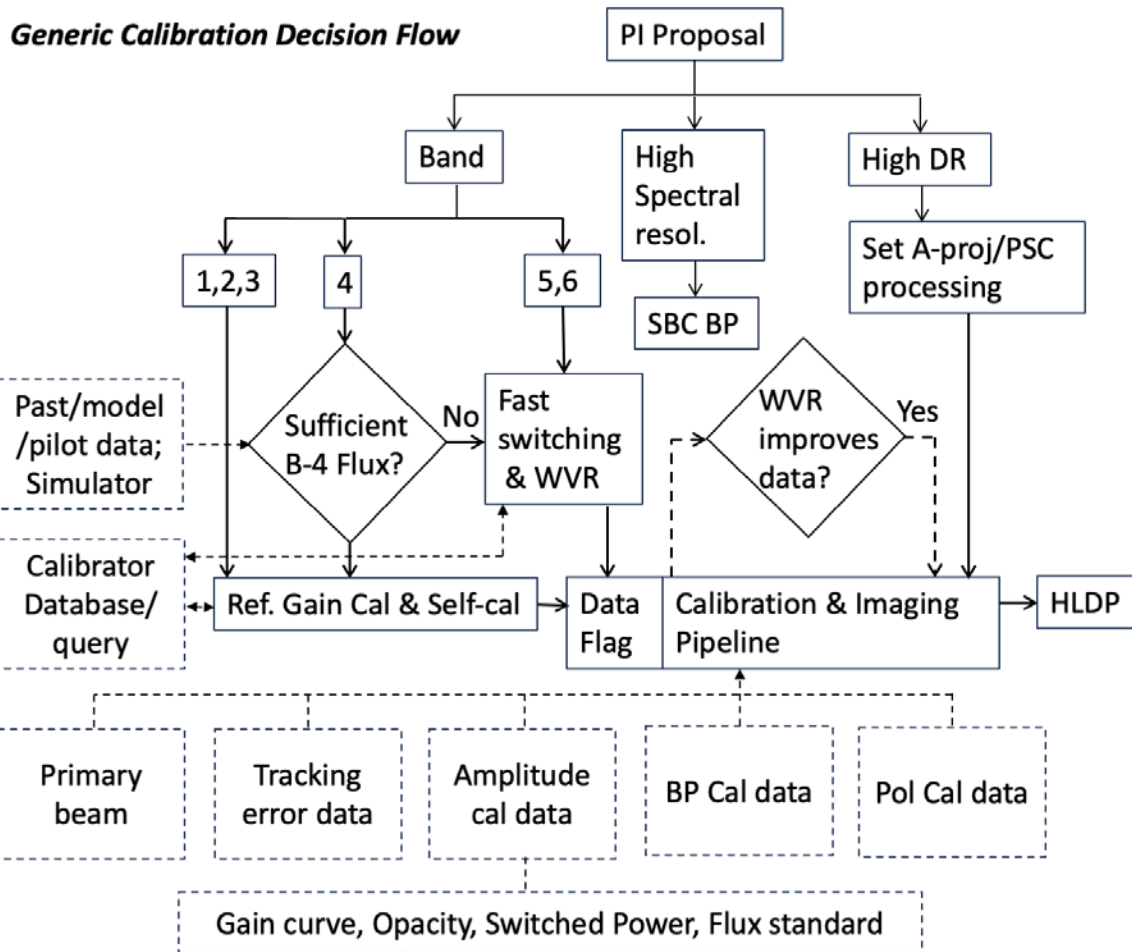 Generic Calibration Decision Flow
PI Proposal
Band
High
Spectral
resol.
High DR
1,2,3
4
5,6
SBC BP
Set A-proj/PSC
processing
Past/model
/pilot data;
Simulator
Sufficient
B-4 Flux?
No
Fast
switching
& WVR
WVR
improves
data?
Yes
Calibrator
Database/
query
Ref. Gain Cal & Self-cal
Data
Flag
Calibration & Imaging
Pipeline
HLDP
Primary
beam
Tracking
error data
Amplitude
cal data
BP Cal data
Pol Cal data
Gain curve, Opacity, Switched Power, Flux standard